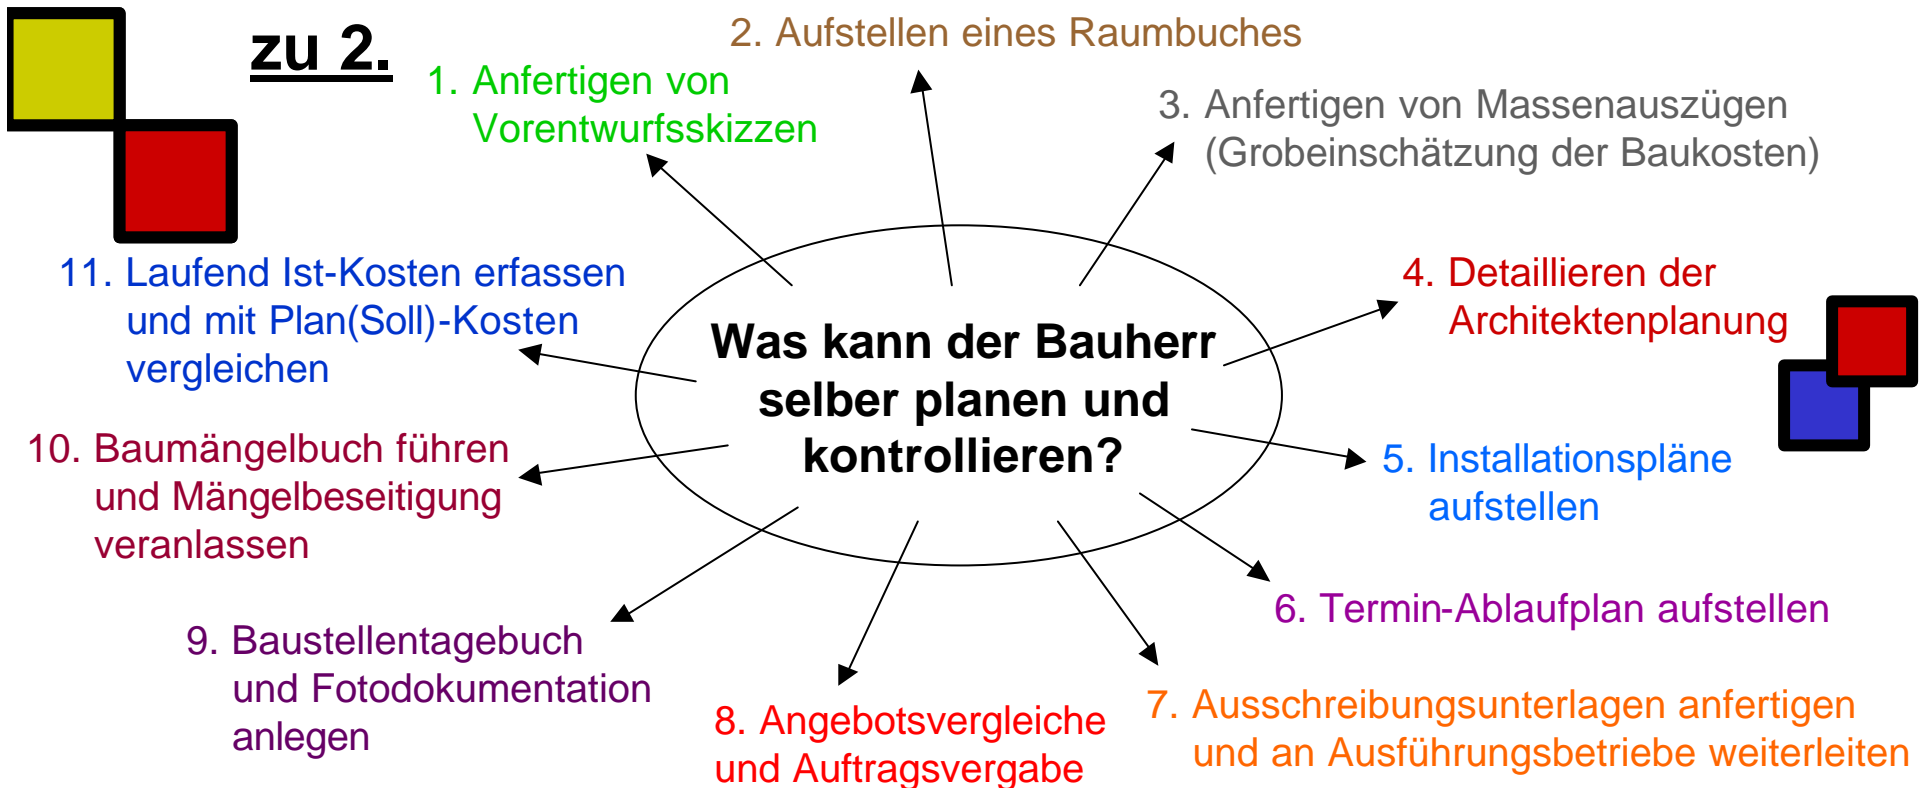 zu 2.
1. Anfertigen von
Vorentwurfsskizzen
2. Aufstellen eines Raumbuches
3. Anfertigen von Massenauszügen
(Grobeinschätzung der Baukosten)
4. Detaillieren der
Architektenplanung
5. Installationspläne
aufstellen
6. Termin-Ablaufplan aufstellen
7. Ausschreibungsunterlagen anfertigen
und an Ausführungsbetriebe weiterleiten
8. Angebotsvergleiche
und Auftragsvergabe
9. Baustellentagebuch
und Fotodokumentation
anlegen
10. Baumängelbuch führen
und Mängelbeseitigung
veranlassen
11. Laufend Ist-Kosten erfassen
und mit Plan(Soll)-Kosten
vergleichen
Was kann der Bauherr
selber planen und
kontrollieren?